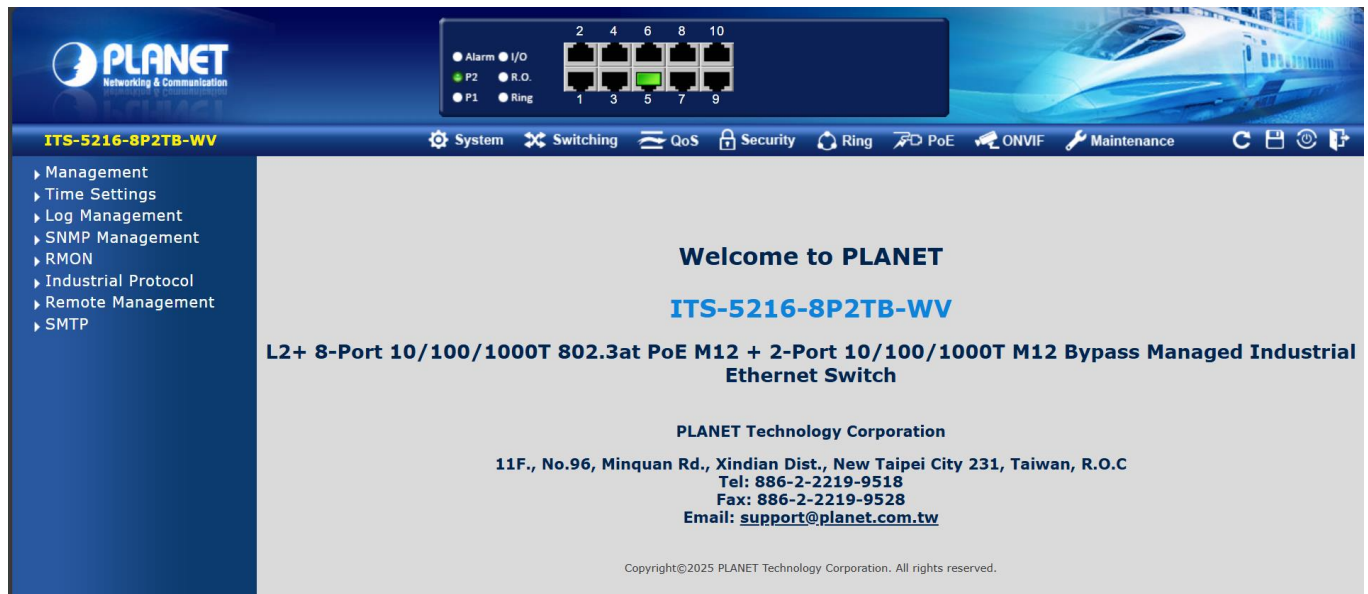 PLANET
Networking & Communication
2 4 6 8 10
Alarm I/O
P2 R.O.
P1 Ring
1 3 5 7 9
ITS-5216-8P2TB-WV
System Switching QoS Security Ring PoE ONVIF Maintenance
Management
Time Settings
Log Management
SNMP Management
RMON
Industrial Protocol
Remote Management
SMTP
Welcome to PLANET
ITS-5216-8P2TB-WV
L2+ 8-Port 10/100/1000T 802.3at PoE M12 + 2-Port 10/100/1000T M12 Bypass Managed Industrial
Ethernet Switch
PLANET Technology Corporation
11F., No.96, Minquan Rd., Xindian Dist., New Taipei City 231, Taiwan, R.O.C
Tel: 886-2-2219-9518
Fax: 886-2-2219-9528
Email: support@planet.com.tw
Copyright©2025 PLANET Technology Corporation. All rights reserved.